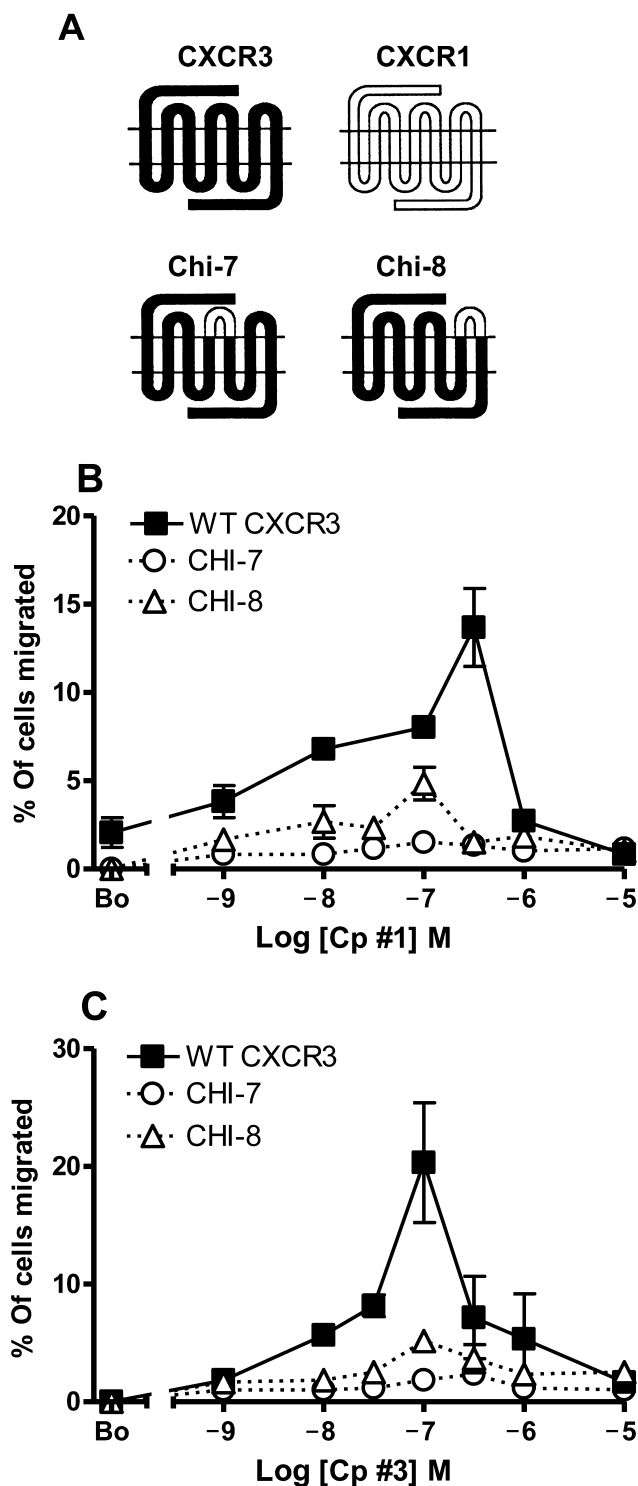 A
CXCR3 CXCR1
Chi-7 Chi-8
B
20
15
10
5
0
% Of cells migrated
WT CXCR3
CHI-7
CHI-8
Bo −9 −8 −7 −6 −5
Log [Cp #1] M
C
30
20
10
0
% Of cells migrated
WT CXCR3
CHI-7
CHI-8
Bo −9 −8 −7 −6 −5
Log [Cp #3] M